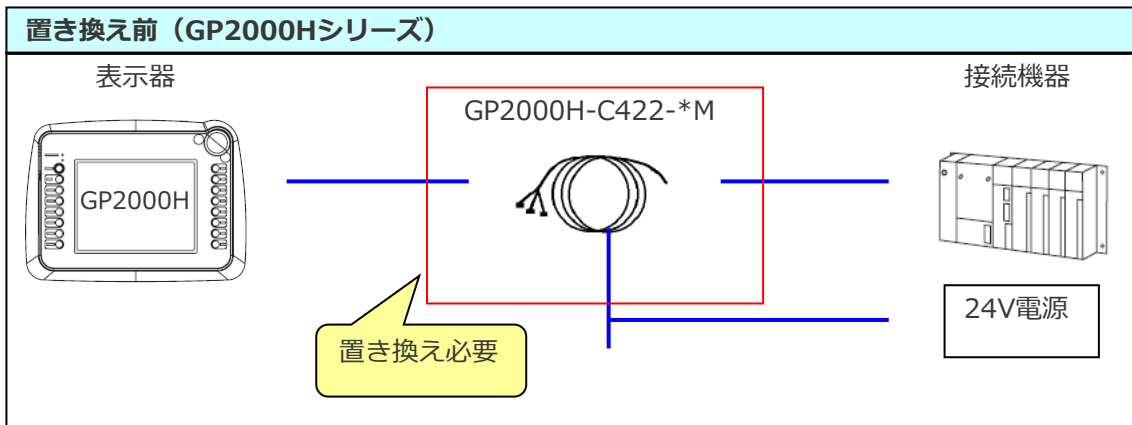 置き換え前（GP2000Hシリーズ）
表示器
接続機器
GP2000H-C422-*M
GP2000H
24V電源
置き換え必要